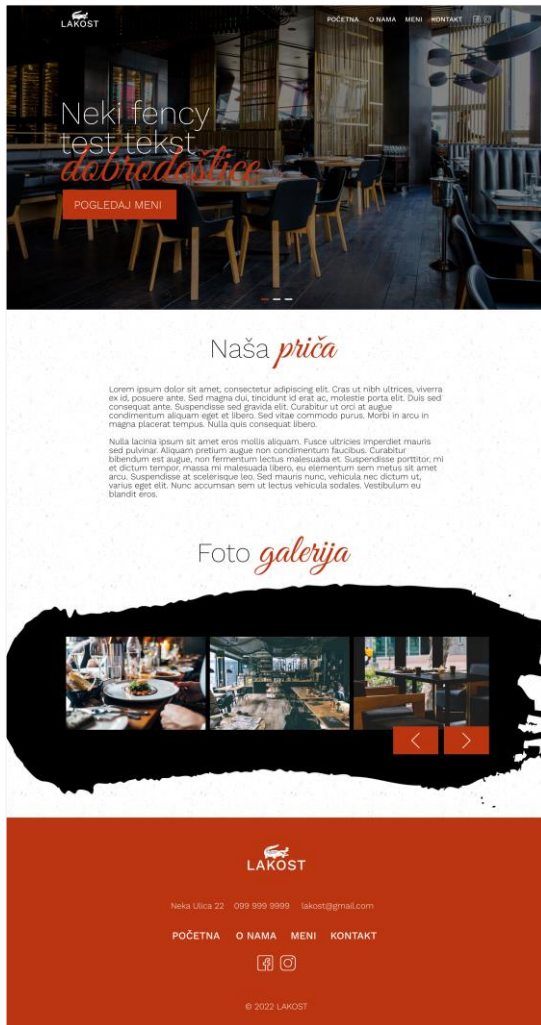 LAKOST
POČETNA O NAMA MENI KONTAKT
Neki fency
test tekst
dobrodošlice
POGLEDAJ MENI
Naša priča
Lorem ipsum dolor sit amet, consectetur adipiscing elit. Cras ut nibh ultrices, viverra
ex id, posuere ante. Sed magna dui, tincidunt id erat ac, molestie porta elit. Duis sed
consequat ante. Suspendisse sed gravida elit. Curabitur ut orci at augue
condimentum aliquam eget et libero. Sed vitae commodo purus. Morbi in arcu in
magna placerat tempus. Nulla quis consequat libero.
Nulla lacinia ipsum sit amet eros mollis aliquam. Fusce ultricies imperdiet mauris
sed pulvinar. Aliquam pretium augue non condimentum faucibus. Curabitur
bibendum est augue, non fermentum lectus malesuada et. Suspendisse porttitor, mi
et dictum tempor, massa mi malesuada libero, eu elementum sem metus sit amet
arcu. Suspendisse at scelerisque leo. Sed mauris nunc, vehicula nec dictum ut,
varius eget elit. Nunc accumsan sem ut lectus vehicula sodales. Vestibulum eu
blandit eros.
Foto galerija
LAKOST
Neka Ulica 22 099 999 9999 lakost@gmail.com
POČETNA O NAMA MENI KONTAKT
© 2022 LAKOST